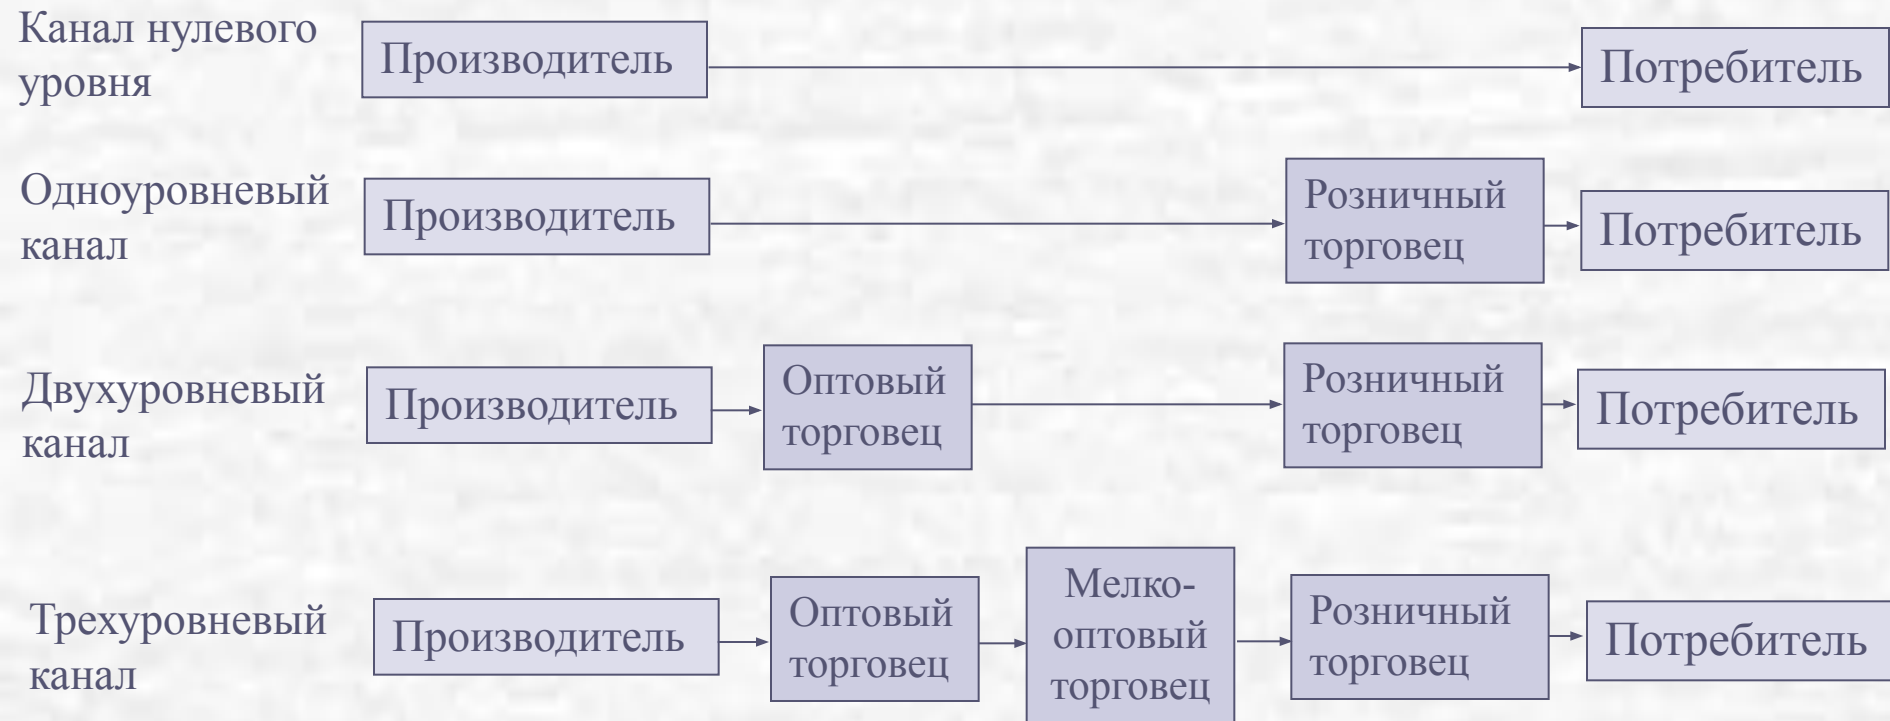 Канал нулевого
уровня
Производитель
Потребитель
Одноуровневый
канал
Производитель
Розничный
торговец
Потребитель
Двухуровневый
канал
Производитель
Оптовый
торговец
Розничный
торговец
Потребитель
Трехуровневый
канал
Производитель
Оптовый
торговец
Мелко-
оптовый
торговец
Розничный
торговец
Потребитель